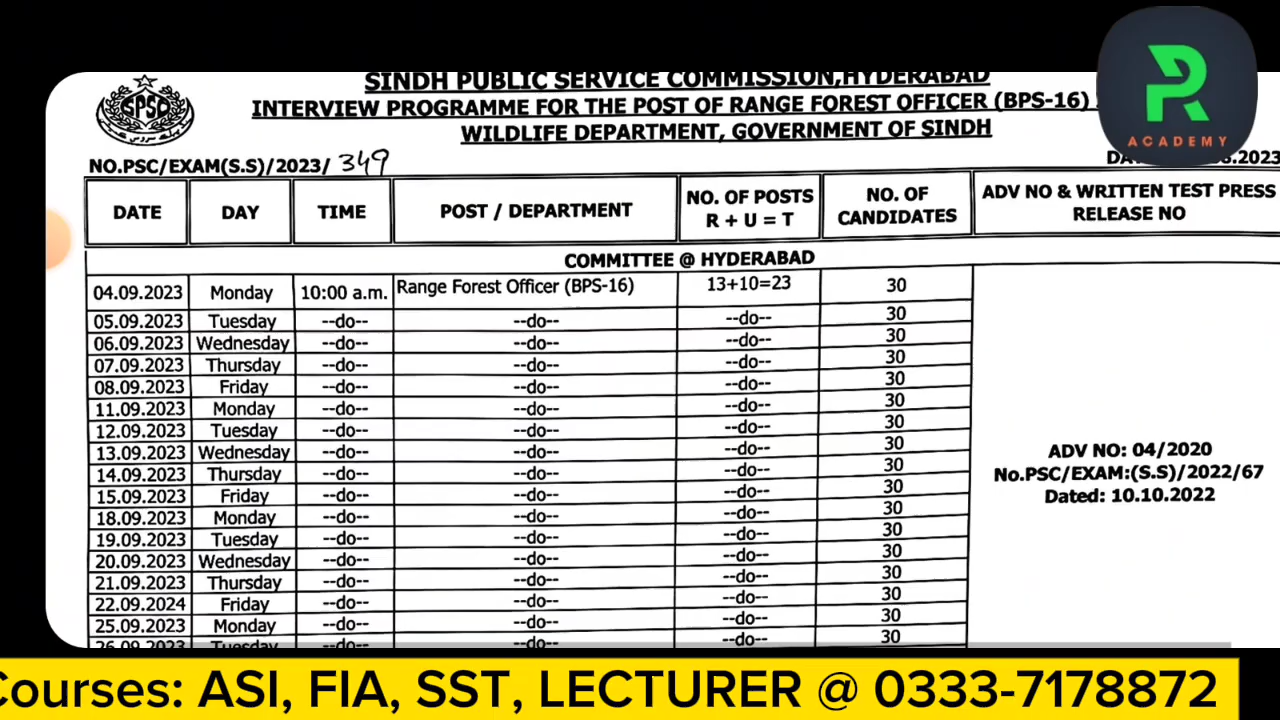 SINDH PUBLIC SERVICE COMMISSION,HYDERABAD
INTERVIEW PROGRAMME FOR THE POST OF RANGE FOREST OFFICER (BPS-16)
WILDLIFE DEPARTMENT, GOVERNMENT OF SINDH
SPSC
R
ACADEMY
NO.PSC/EXAM(S.S)/2023/ 349
.2023
DATE DAY TIME POST / DEPARTMENT NO. OF POSTS R + U = T NO. OF CANDIDATES ADV NO & WRITTEN TEST PRESS RELEASE NO
COMMITTEE @ HYDERABAD
04.09.2023 Monday 10:00 a.m. Range Forest Officer (BPS-16) 13+10=23 30
05.09.2023 Tuesday --do-- --do-- --do-- 30
06.09.2023 Wednesday --do-- --do-- --do-- 30
07.09.2023 Thursday --do-- --do-- --do-- 30
08.09.2023 Friday --do-- --do-- --do-- 30
11.09.2023 Monday --do-- --do-- --do-- 30
12.09.2023 Tuesday --do-- --do-- --do-- 30
13.09.2023 Wednesday --do-- --do-- --do-- 30
14.09.2023 Thursday --do-- --do-- --do-- 30
15.09.2023 Friday --do-- --do-- --do-- 30
18.09.2023 Monday --do-- --do-- --do-- 30
19.09.2023 Tuesday --do-- --do-- --do-- 30
20.09.2023 Wednesday --do-- --do-- --do-- 30
21.09.2023 Thursday --do-- --do-- --do-- 30
22.09.2024 Friday --do-- --do-- --do-- 30
25.09.2023 Monday --do-- --do-- --do-- 30
26.09.2023 Tuesday
ADV NO: 04/2020
No.PSC/EXAM:(S.S)/2022/67
Dated: 10.10.2022
Courses: ASI, FIA, SST, LECTURER @ 0333-7178872